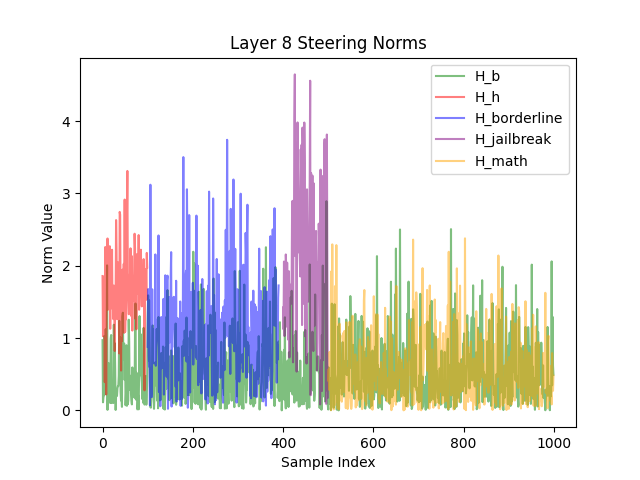 Layer 8 Steering Norms
H_b
H_h
H_borderline
H_jailbreak
H_math
Norm Value
4
3
2
1
0
0
200
400
600
800
1000
Sample Index